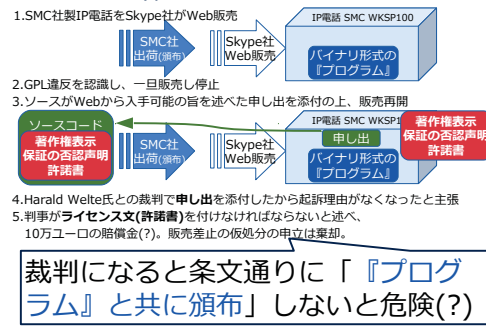 1.SMC社製IP電話をSkype社がWeb販売
SMC社
出荷(頒布)
Skype社
Web販売
IP電話 SMC WKSP100
バイナリ形式の
『プログラム』
2.GPL違反を認識し、一旦販売し停止
3.ソースがWebから入手可能の旨を述べた申し出を添付の上、販売再開
ソースコード
著作権表示
保証の否認声明
許諾書
SMC社
出荷(頒布)
Skype社
Web販売
IP電話 SMC WKSP1
申し出
バイナリ形式の
『プログラム』
著作権表示
保証の否認声明
許諾書
4.Harald Welte氏との裁判で申し出を添付したから起訴理由がなくなったと主張
5.判事がライセンス文(許諾書)を付けなければならないと述べ、
10万ユーロの賠償金(?)。販売差止の仮処分の申立は棄却。
裁判になると条文通りに「『プログ
ラム』と共に頒布」しないと危険(?)